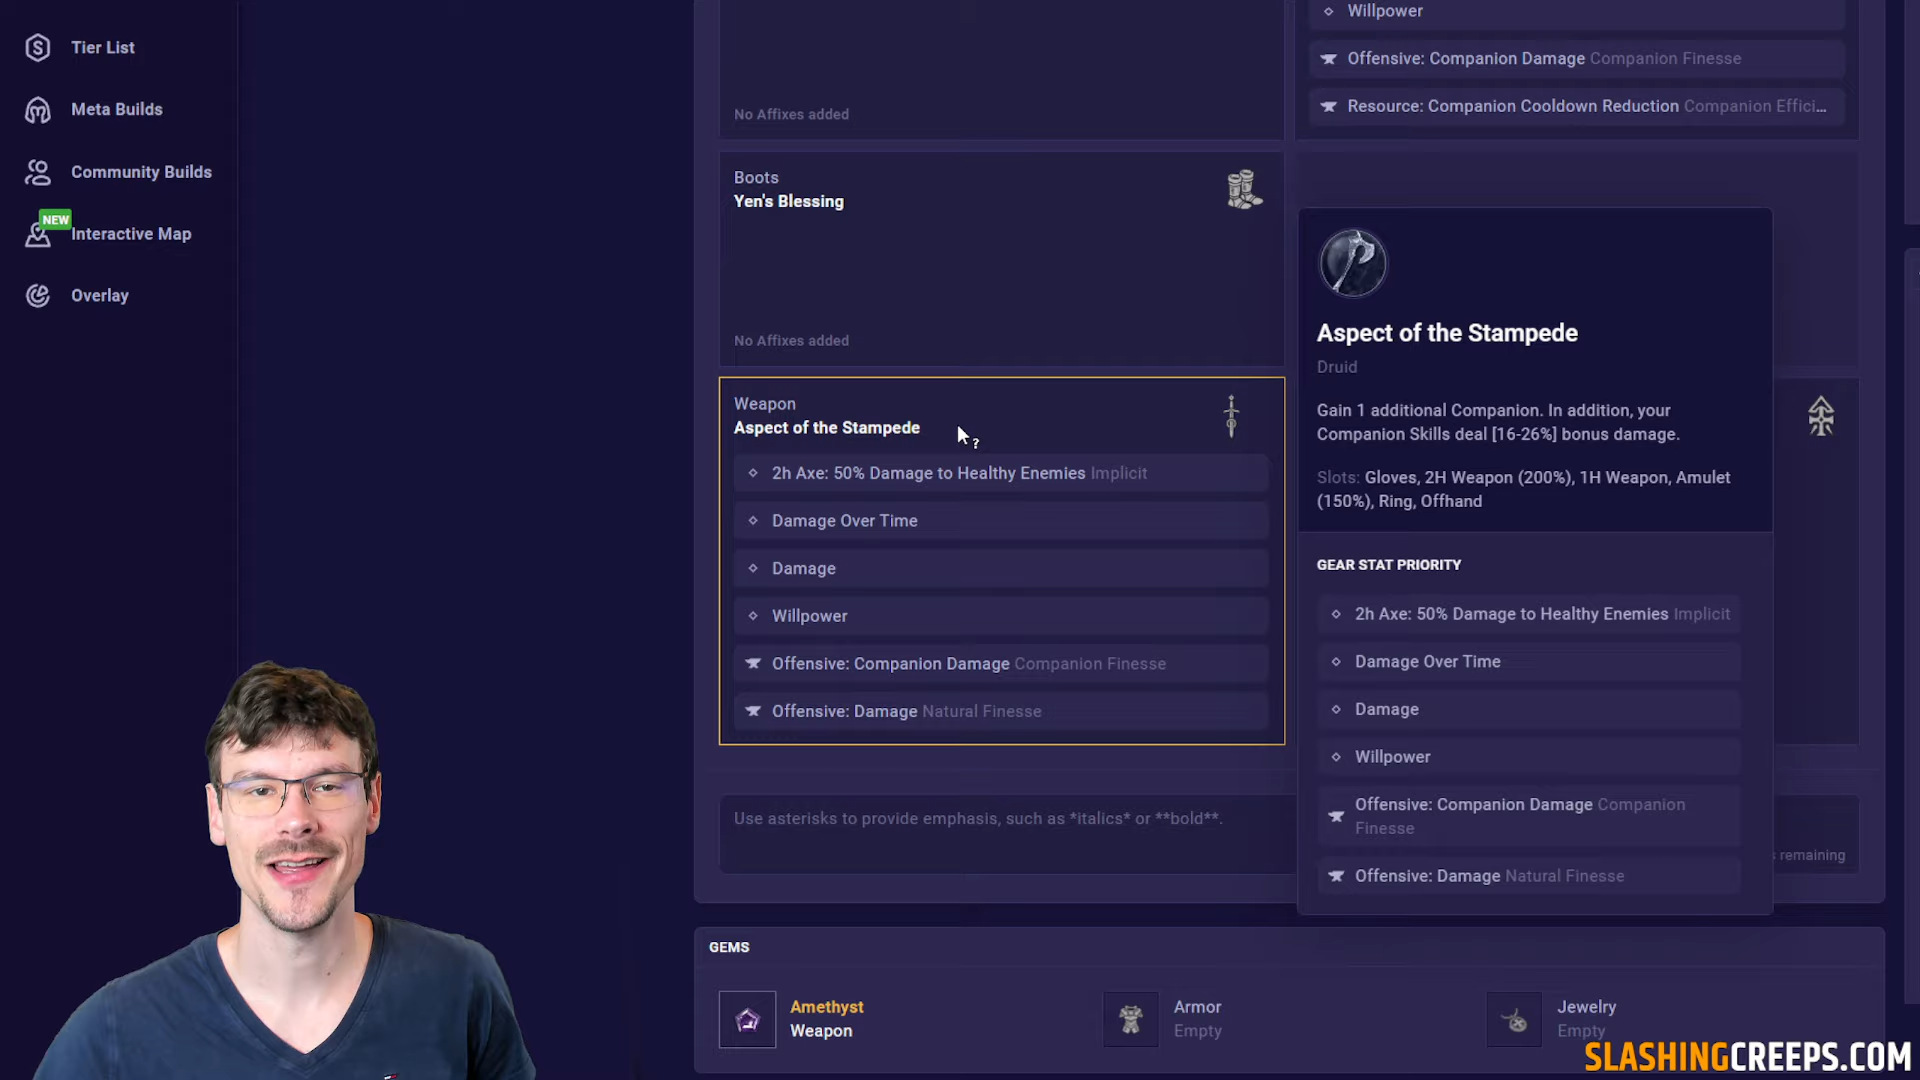 Tier List
Meta Builds
Community Builds
NEW
Interactive Map
Overlay
No Affixes added
Willpower
Offensive: Companion Damage Companion Finesse
Resource: Companion Cooldown Reduction Companion Effici...
Boots
Yen's Blessing
No Affixes added
Weapon
Aspect of the Stampede
2h Axe: 50% Damage to Healthy Enemies Implicit
Damage Over Time
Damage
Willpower
Offensive: Companion Damage Companion Finesse
Offensive: Damage Natural Finesse
Aspect of the Stampede
Druid
Gain 1 additional Companion. In addition, your
Companion Skills deal [16-26%] bonus damage.
Slots: Gloves, 2H Weapon (200%), 1H Weapon, Amulet
(150%), Ring, Offhand
GEAR STAT PRIORITY
2h Axe: 50% Damage to Healthy Enemies Implicit
Damage Over Time
Damage
Willpower
Offensive: Companion Damage Companion
Finesse
Offensive: Damage Natural Finesse
Use asterisks to provide emphasis, such as *italics* or **bold**.
remaining
GEMS
Amethyst
Weapon
Armor
Empty
Jewelry
Empty
SLASHINGCREEPS.COM